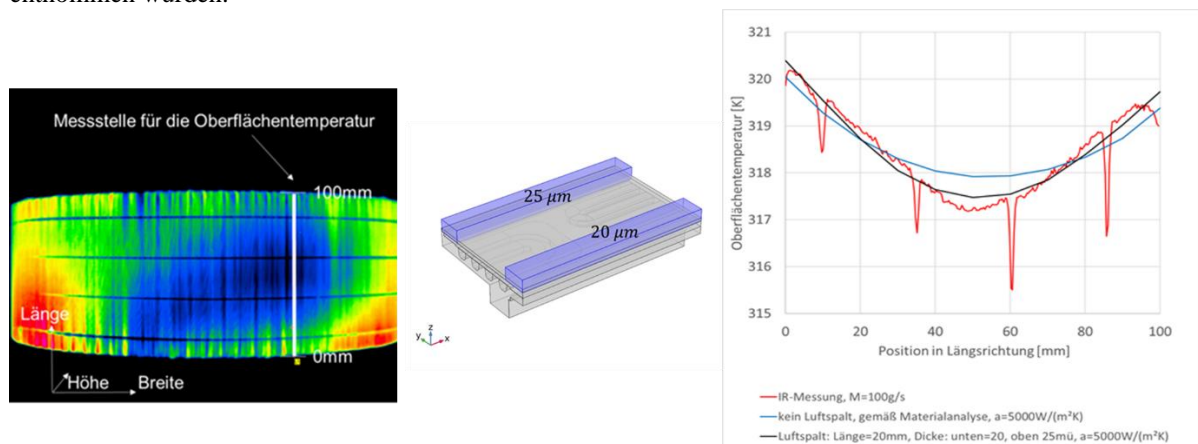 entnommen wurden.
Messstelle für die Oberflächentemperatur
100mm
0mm
Länge
Höhe
Breite
25 μm
20 μm
z
y
x
Oberflächentemperatur [K]
321
320
319
318
317
316
315
0
20
40
60
80
100
Position in Längsrichtung [mm]
IR-Messung, M=100g/s
kein Luftspalt, gemäß Materialanalyse, a=5000W/(m²K)
Luftspalt: Länge=20mm, Dicke: unten=20, oben 25mü, a=5000W/(m²K)